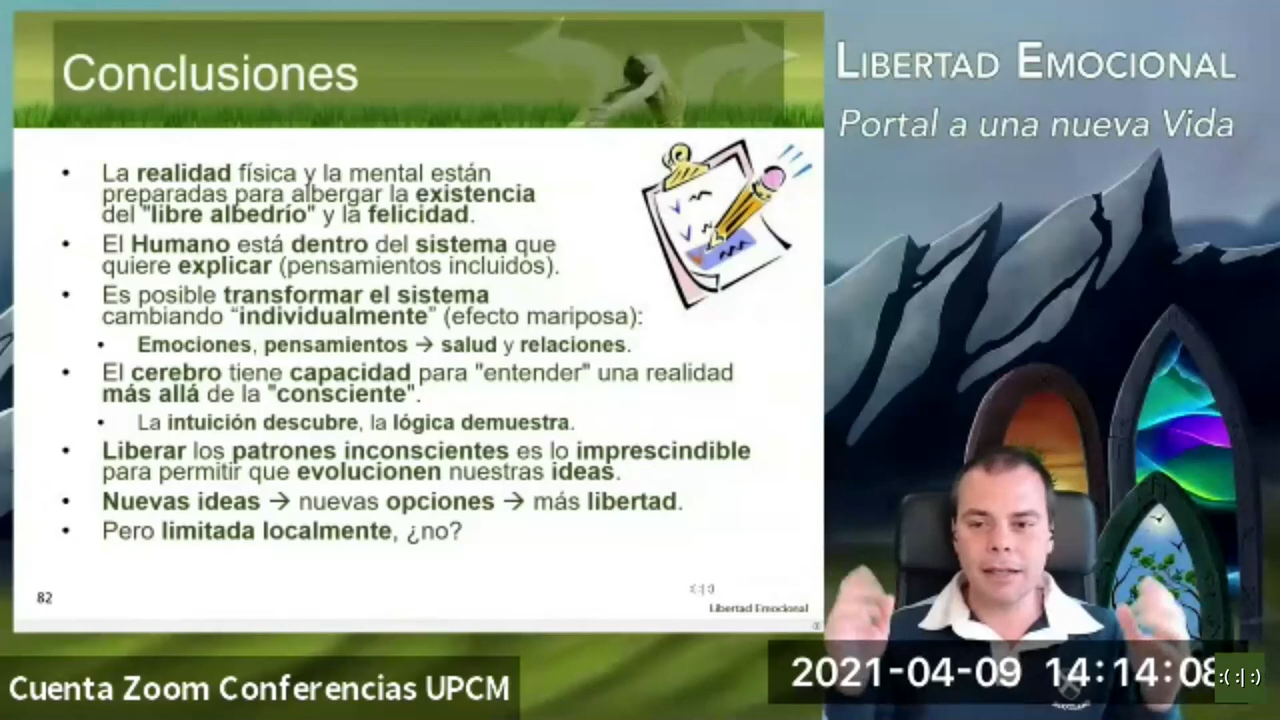 Conclusiones
LIBERTAD EMOCIONAL
Portal a una nueva Vida
• La realidad física y la mental están
preparadas para albergar la existencia
del "libre albedrío" y la felicidad.
• El Humano está dentro del sistema que
quiere explicar (pensamientos incluidos).
• Es posible transformar el sistema
cambiando “individualmente” (efecto mariposa):
• Emociones, pensamientos → salud y relaciones.
• El cerebro tiene capacidad para "entender" una realidad
más allá de la "consciente".
• La intuición descubre, la lógica demuestra.
• Liberar los patrones inconscientes es lo imprescindible
para permitir que evolucionen nuestras ideas.
• Nuevas ideas → nuevas opciones → más libertad.
• Pero limitada localmente, ¿no?
82
:(:|:)
Libertad Emocional
Cuenta Zoom Conferencias UPCM
2021-04-09 14:14:08
:(:|:)